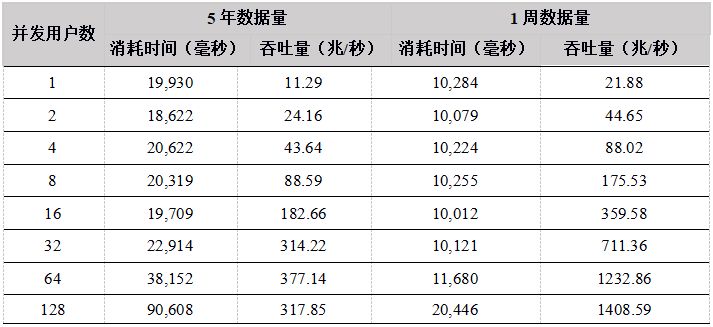 并发用户数 5 年数据量 1 周数据量
消耗时间（毫秒） 吞吐量（兆/秒） 消耗时间（毫秒） 吞吐量（兆/秒）
1 19,930 11.29 10,284 21.88
2 18,622 24.16 10,079 44.65
4 20,622 43.64 10,224 88.02
8 20,319 88.59 10,255 175.53
16 19,709 182.66 10,012 359.58
32 22,914 314.22 10,121 711.36
64 38,152 377.14 11,680 1232.86
128 90,608 317.85 20,446 1408.59